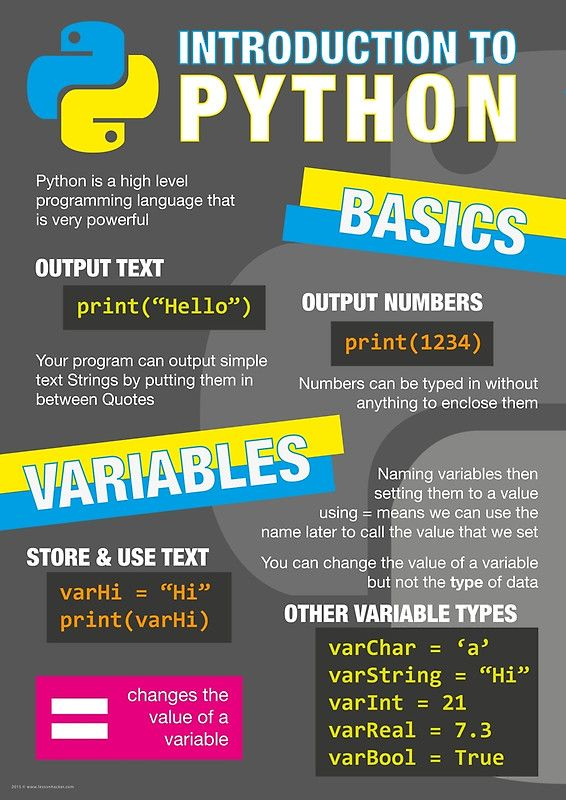 INTRODUCTION TO
PYTHON
Python is a high level
programming language that
is very powerful
BASICS
OUTPUT TEXT
print(“Hello”)
Your program can output simple
text Strings by putting them in
between Quotes
OUTPUT NUMBERS
print(1234)
Numbers can be typed in without
anything to enclose them
VARIABLES
Naming variables then
setting them to a value
using = means we can use the
name later to call the value that we set
You can change the value of a variable
but not the type of data
STORE & USE TEXT
varHi = “Hi”
print(varHi)
= changes the
value of a
variable
OTHER VARIABLE TYPES
varChar = ‘a’
varString = “Hi”
varInt = 21
varReal = 7.3
varBool = True
2015 © www.lessonhacker.com